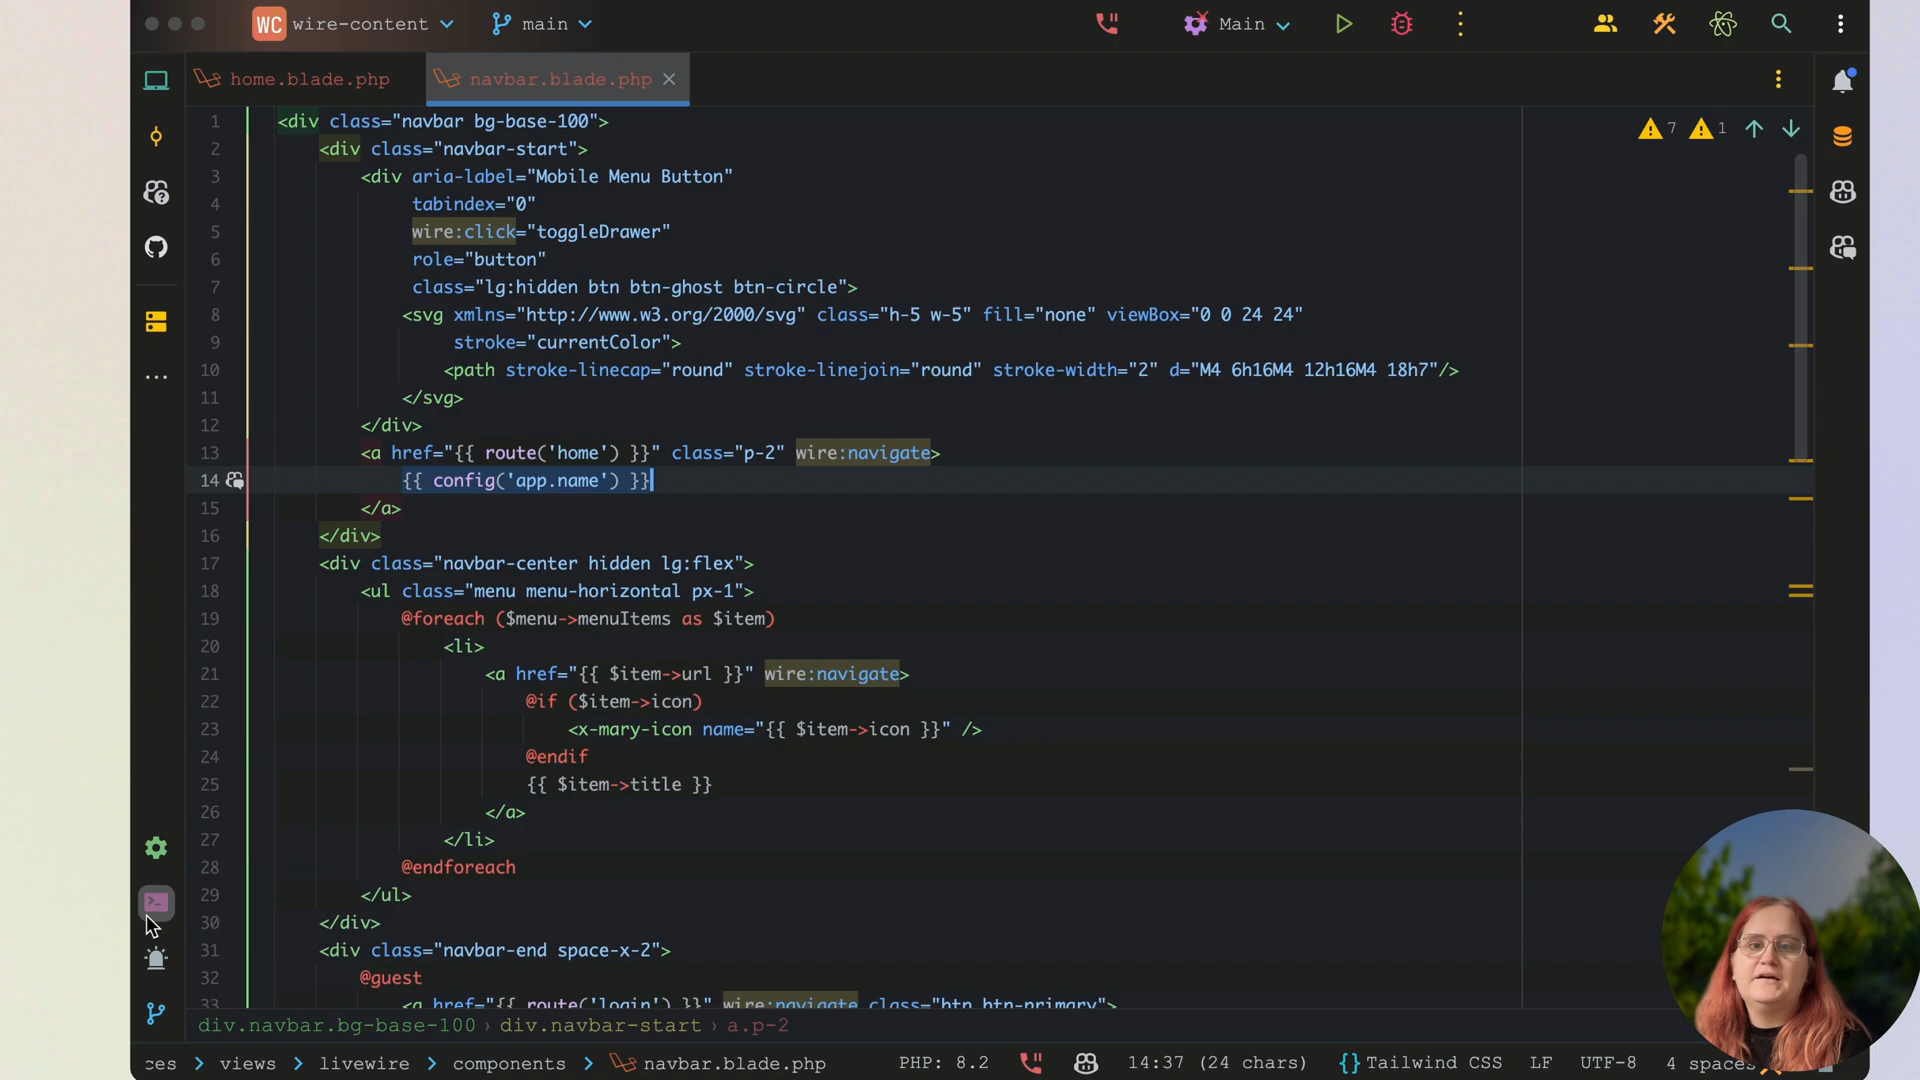 WC wire-content main Main
home.blade.php navbar.blade.php
7 1
1 <div class="navbar bg-base-100">
2 <div class="navbar-start">
3 <div aria-label="Mobile Menu Button"
4 tabindex="0"
5 wire:click="toggleDrawer"
6 role="button"
7 class="lg:hidden btn btn-ghost btn-circle">
8 <svg xmlns="http://www.w3.org/2000/svg" class="h-5 w-5" fill="none" viewBox="0 0 24 24"
9 stroke="currentColor">
10 <path stroke-linecap="round" stroke-linejoin="round" stroke-width="2" d="M4 6h16M4 12h16M4 18h7"/>
11 </svg>
12 </div>
13 <a href="{{ route('home') }}" class="p-2" wire:navigate>
14 {{ config('app.name') }}
15 </a>
16 </div>
17 <div class="navbar-center hidden lg:flex">
18 <ul class="menu menu-horizontal px-1">
19 @foreach ($menu->menuItems as $item)
20 <li>
21 <a href="{{ $item->url }}" wire:navigate>
22 @if ($item->icon)
23 <x-mary-icon name="{{ $item->icon }}" />
24 @endif
25 {{ $item->title }}
26 </a>
27 </li>
28 @endforeach
29 </ul>
30 </div>
31 <div class="navbar-end space-x-2">
32 @guest
33 <a href="{{ route('login') }}" wire:navigate class="btn btn-primary">
div.navbar.bg-base-100 › div.navbar-start › a.p-2
ces views livewire components navbar.blade.php PHP: 8.2 14:37 (24 chars) {} Tailwind CSS LF UTF-8 4 spaces